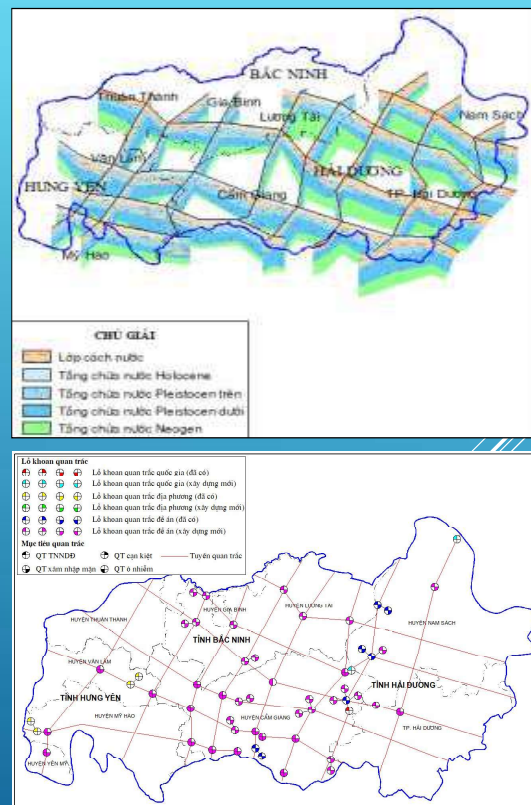 BẮC NINH
Thuận Thành
Gia Bình
Lương Tài
Nam Sách
Văn Lâm
HẢI DƯƠNG
HƯNG YÊN
Cẩm Giàng
TP. Hải Dương
Mỹ Hào
CHÚ GIẢI
Lớp cách nước
Tầng chứa nước Holocene
Tầng chứa nước Pleistocen trên
Tầng chứa nước Pleistocen dưới
Tầng chứa nước Neogen
Lỗ khoan quan trắc
Lỗ khoan quan trắc quốc gia (đã có)
Lỗ khoan quan trắc quốc gia (xây dựng mới)
Lỗ khoan quan trắc địa phương (đã có)
Lỗ khoan quan trắc địa phương (xây dựng mới)
Lỗ khoan quan trắc đề án (đã có)
Lỗ khoan quan trắc đề án (xây dựng mới)
Mục tiêu quan trắc
QT TNNDĐ QT cạn kiệt Tuyến quan trắc
QT xâm nhập mặn QT ô nhiễm
HUYỆN GIA BÌNH
HUYỆN LƯƠNG TÀI
HUYỆN THUẬN THÀNH
HUYỆN NAM SÁCH
TỈNH BẮC NINH
HUYỆN VĂN LÂM
TỈNH HẢI DƯƠNG
TỈNH HƯNG YÊN
HUYỆN MỸ HÀO
HUYỆN CẨM GIÀNG
TP. HẢI DƯƠNG
HUYỆN YÊN MỸ